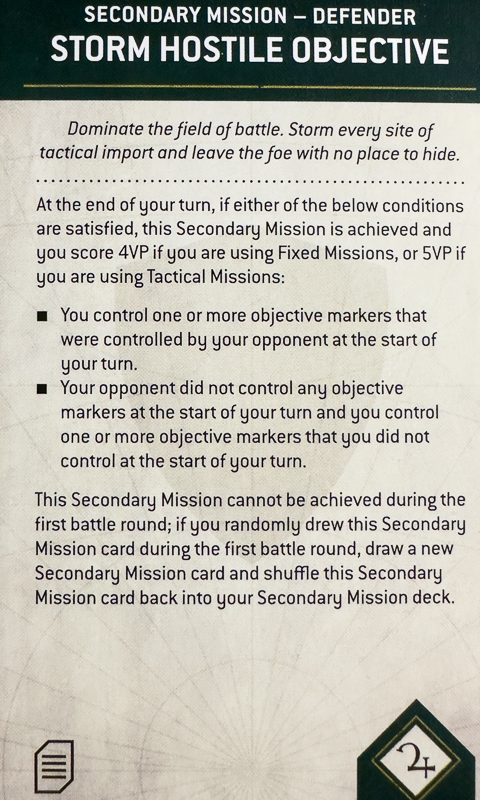 SECONDARY MISSION – DEFENDER
STORM HOSTILE OBJECTIVE
Dominate the field of battle. Storm every site of
tactical import and leave the foe with no place to hide.
At the end of your turn, if either of the below conditions
are satisfied, this Secondary Mission is achieved and
you score 4VP if you are using Fixed Missions, or 5VP if
you are using Tactical Missions:
■ You control one or more objective markers that
were controlled by your opponent at the start of
your turn.
■ Your opponent did not control any objective
markers at the start of your turn and you control
one or more objective markers that you did not
control at the start of your turn.
This Secondary Mission cannot be achieved during the
first battle round; if you randomly drew this Secondary
Mission card during the first battle round, draw a new
Secondary Mission card and shuffle this Secondary
Mission card back into your Secondary Mission deck.